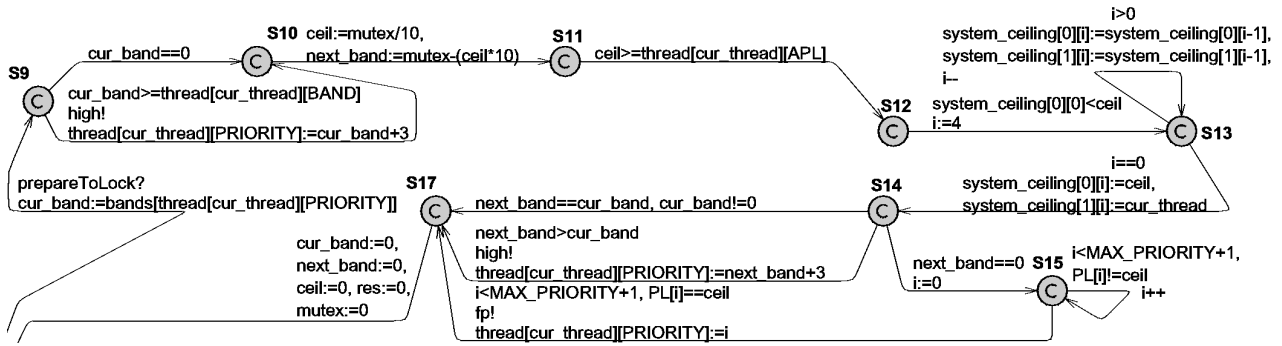 S9
cur_band==0
S10
ceil:=mutex/10,
next_band:=mutex-(ceil*10)
S11
ceil>=thread[cur_thread][APL]
S12
system_ceiling[0][0]<ceil
i:=4
i>0
system_ceiling[0][i]:=system_ceiling[0][i-1],
system_ceiling[1][i]:=system_ceiling[1][i-1],
i--
S13
C
C
C
C
C
cur_band>=thread[cur_thread][BAND]
high!
thread[cur_thread][PRIORITY]:=cur_band+3
prepareToLock?
cur_band:=bands[thread[cur_thread][PRIORITY]]
S17
C
next_band==cur_band, cur_band!=0
S14
C
i==0
system_ceiling[0][i]:=ceil,
system_ceiling[1][i]:=cur_thread
cur_band:=0,
next_band:=0,
ceil:=0, res:=0,
mutex:=0
next_band>cur_band
high!
thread[cur_thread][PRIORITY]:=next_band+3
i<MAX_PRIORITY+1, PL[i]==ceil
fp!
thread[cur_thread][PRIORITY]:=i
next_band==0
i:=0
S15
C
i<MAX_PRIORITY+1,
PL[i]!=ceil
i++